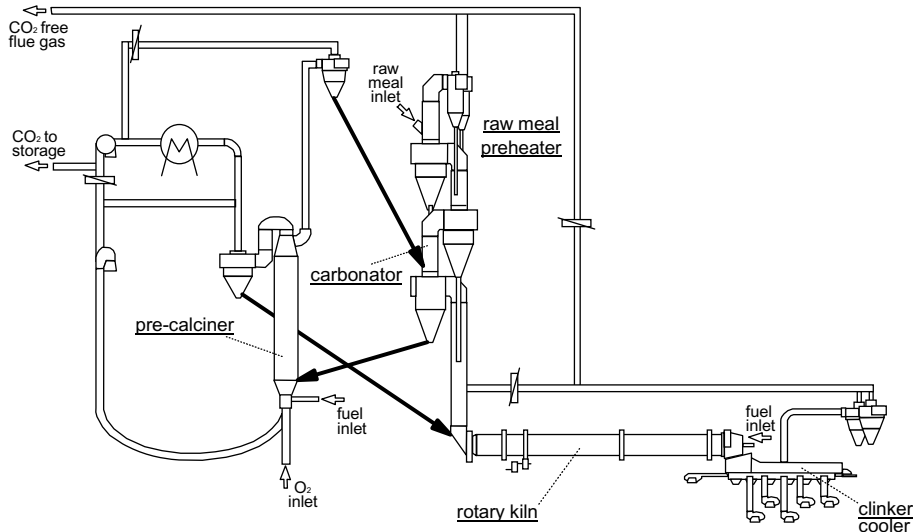 CO₂ free
flue gas
raw
meal
inlet
raw meal
preheater
CO₂ to
storage
carbonator
pre-calciner
fuel
inlet
fuel
inlet
O₂
inlet
rotary kiln
clinker
cooler